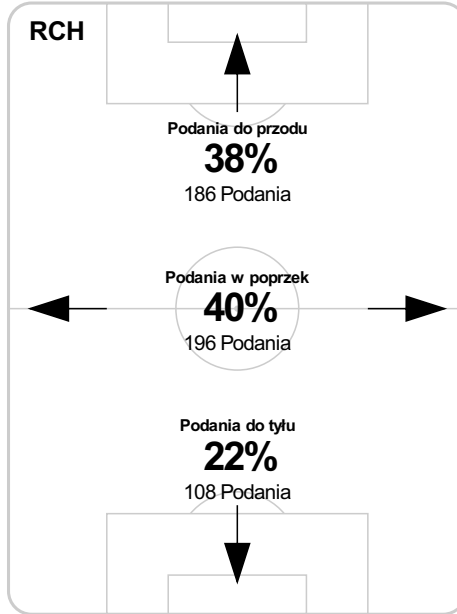 RCH
Podania do przodu
38%
186 Podania
Podania w poprzek
40%
196 Podania
Podania do tyłu
22%
108 Podania